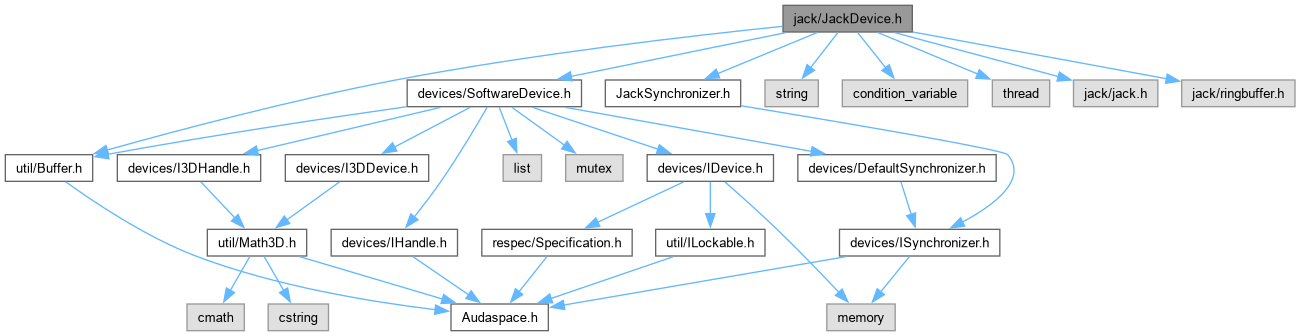 jack/JackDevice.h
devices/SoftwareDevice.h
JackSynchronizer.h
string
condition_variable
thread
jack/jack.h
jack/ringbuffer.h
util/Buffer.h
devices/I3DHandle.h
devices/I3DDevice.h
list
mutex
devices/IDevice.h
devices/DefaultSynchronizer.h
util/Math3D.h
devices/IHandle.h
respec/Specification.h
util/ILockable.h
devices/ISynchronizer.h
cmath
cstring
Audaspace.h
memory